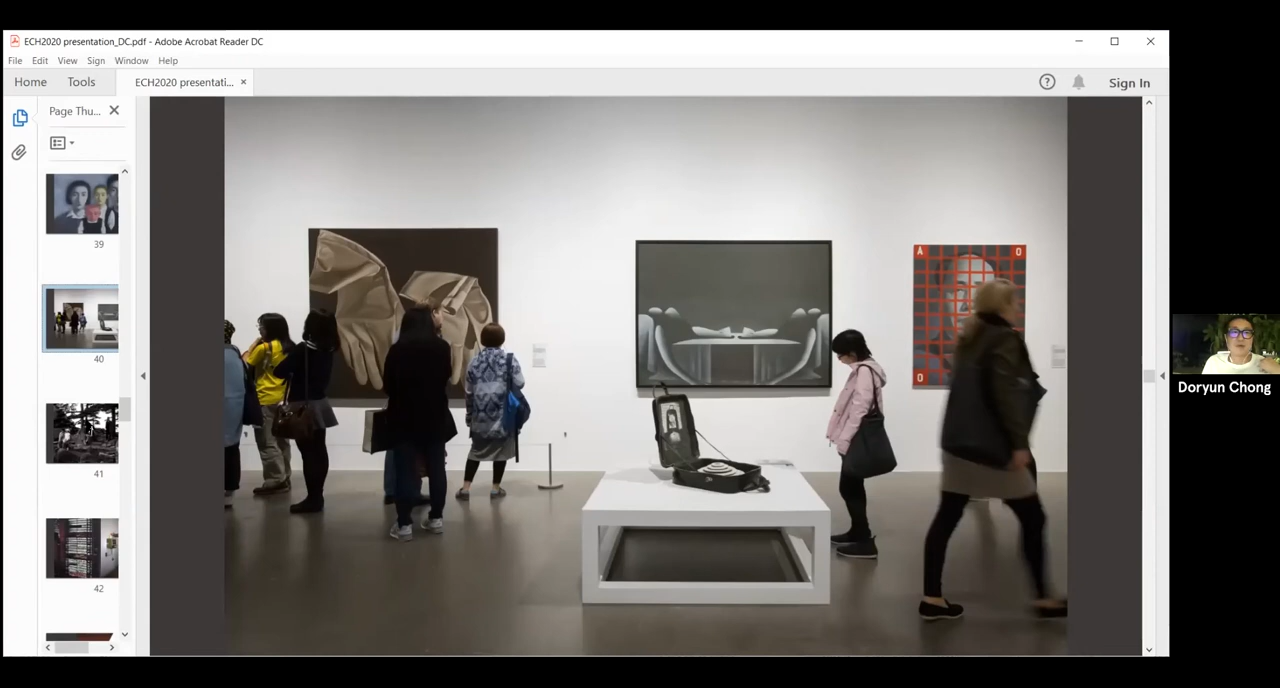 ECH2020 presentation_DC.pdf - Adobe Acrobat Reader DC
File Edit View Sign Window Help
Home Tools ECH2020 presentati... × Sign In
Page Thu...
39
40
41
42
A O
O
Doryun Chong